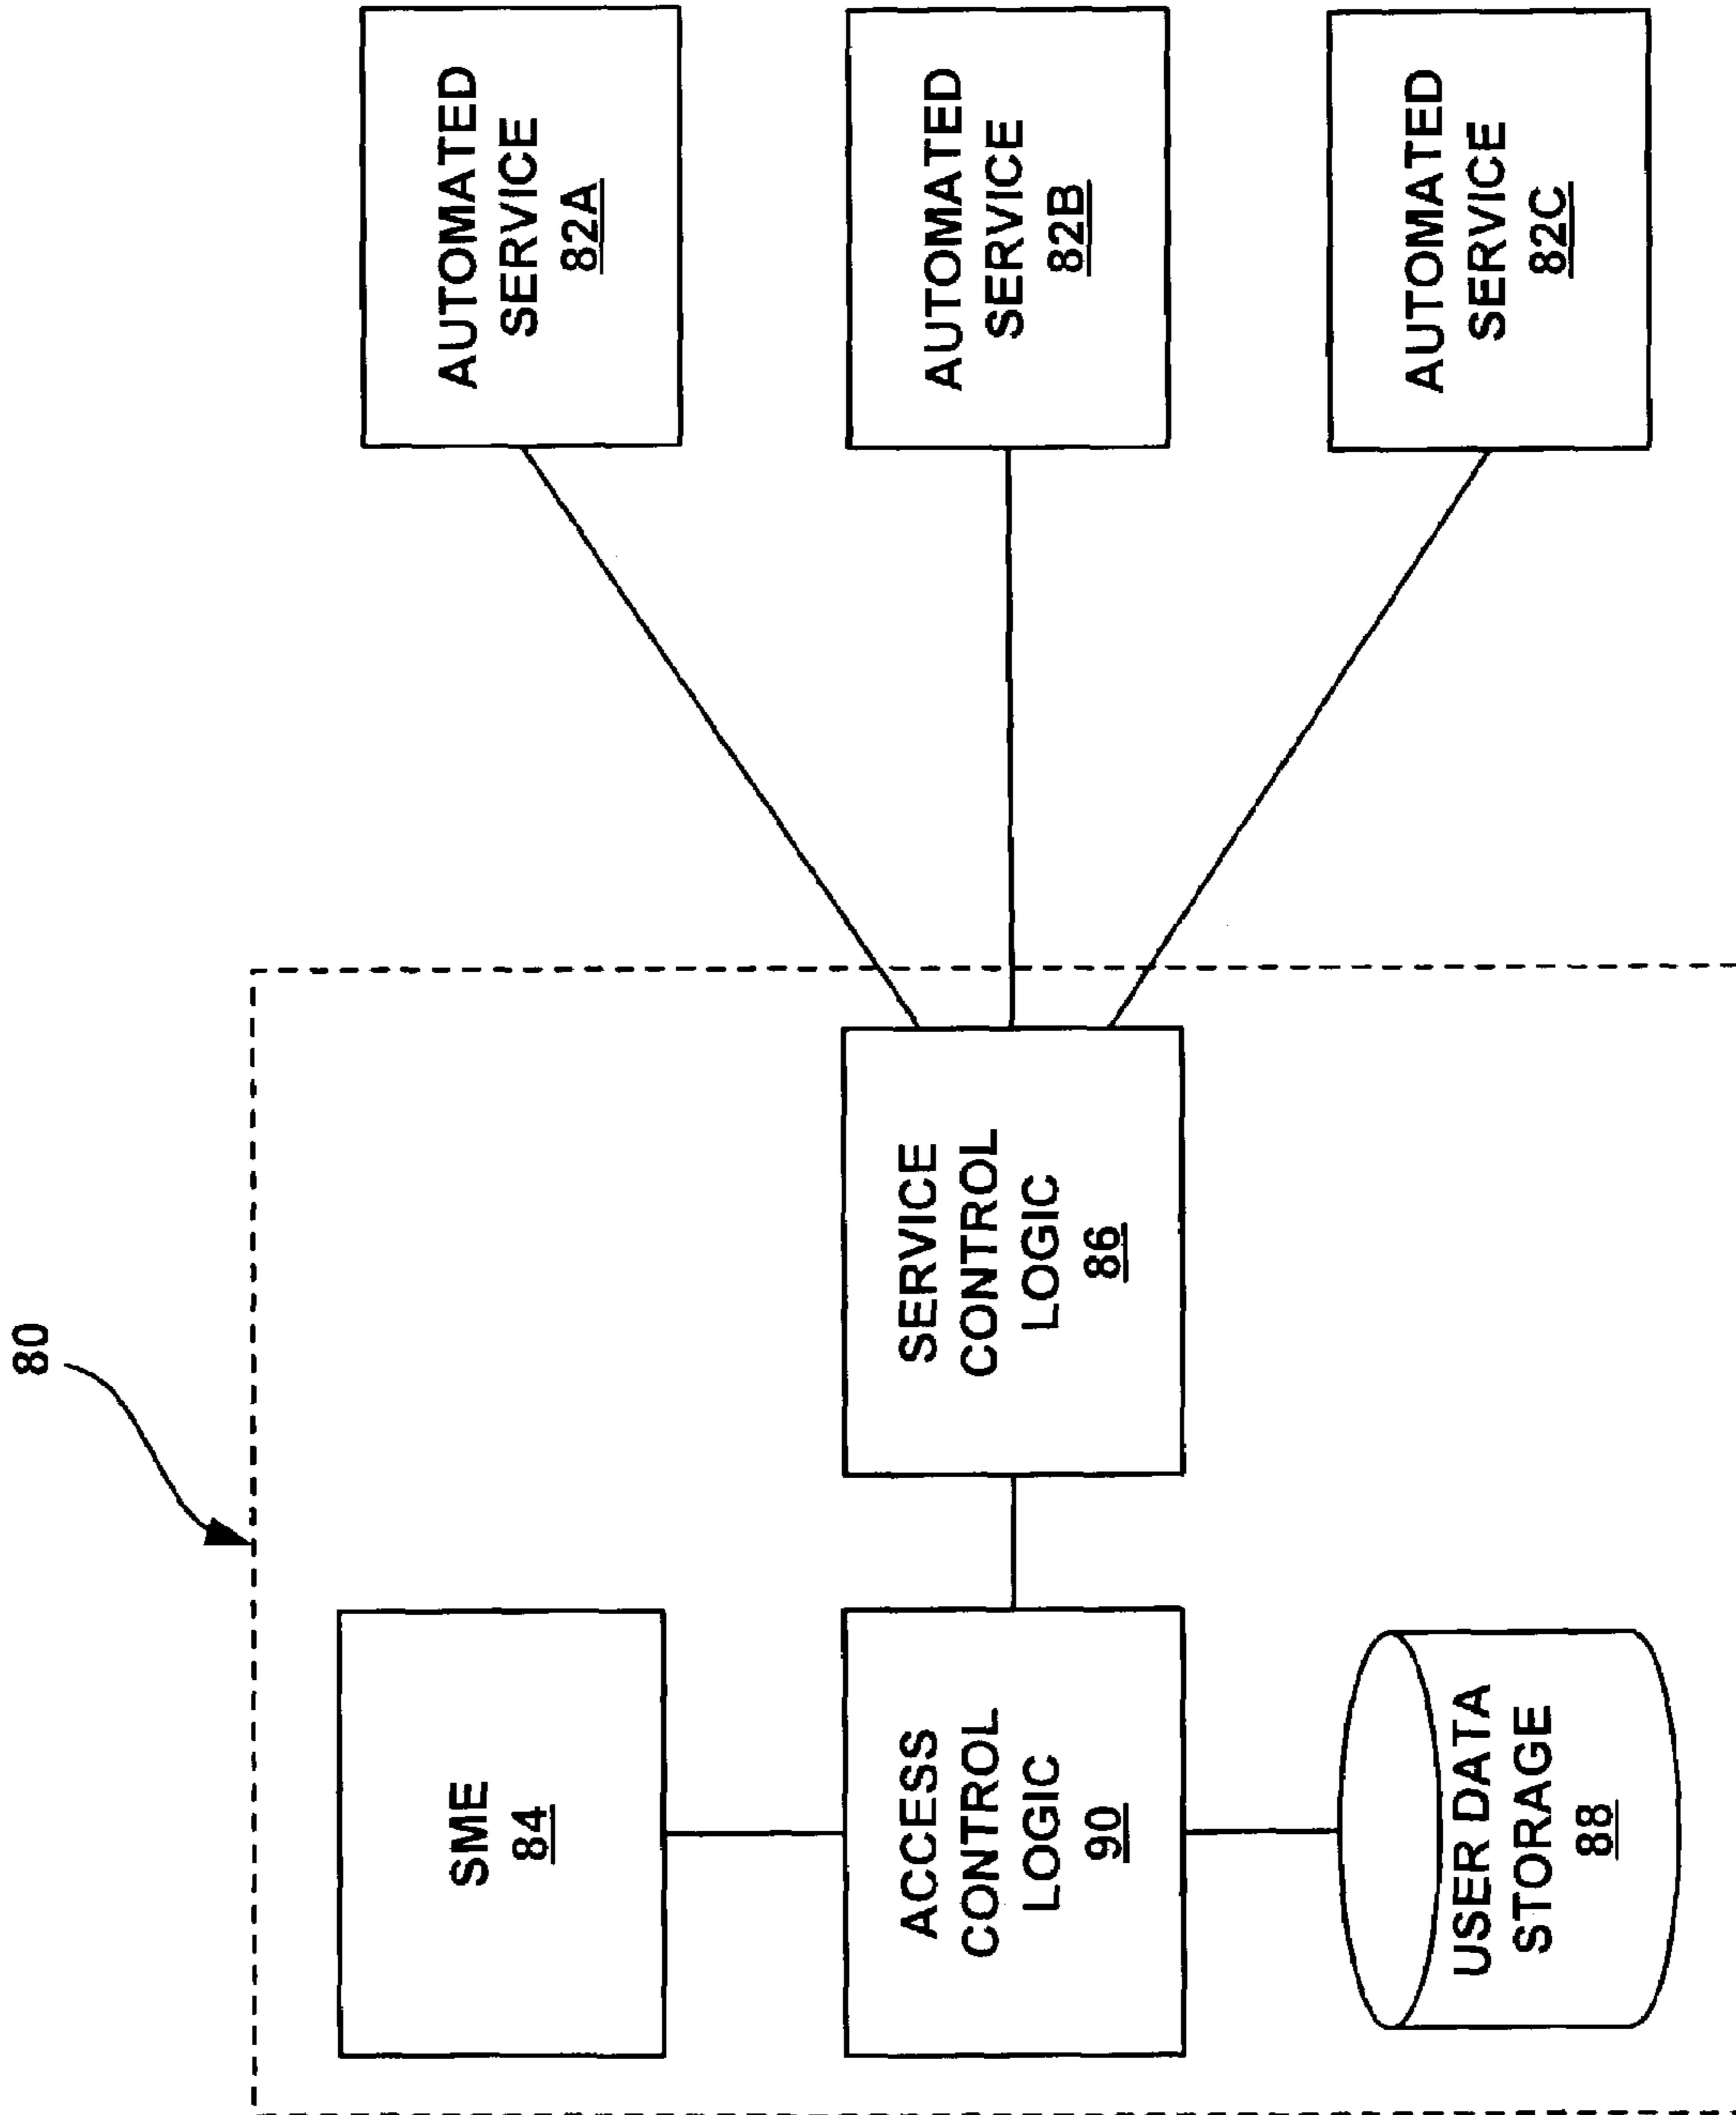 80
SME
84
ACCESS
CONTROL
LOGIC
90
USER DATA
STORAGE
88
SERVICE
CONTROL
LOGIC
86
AUTOMATED
SERVICE
82A
AUTOMATED
SERVICE
82B
AUTOMATED
SERVICE
82C